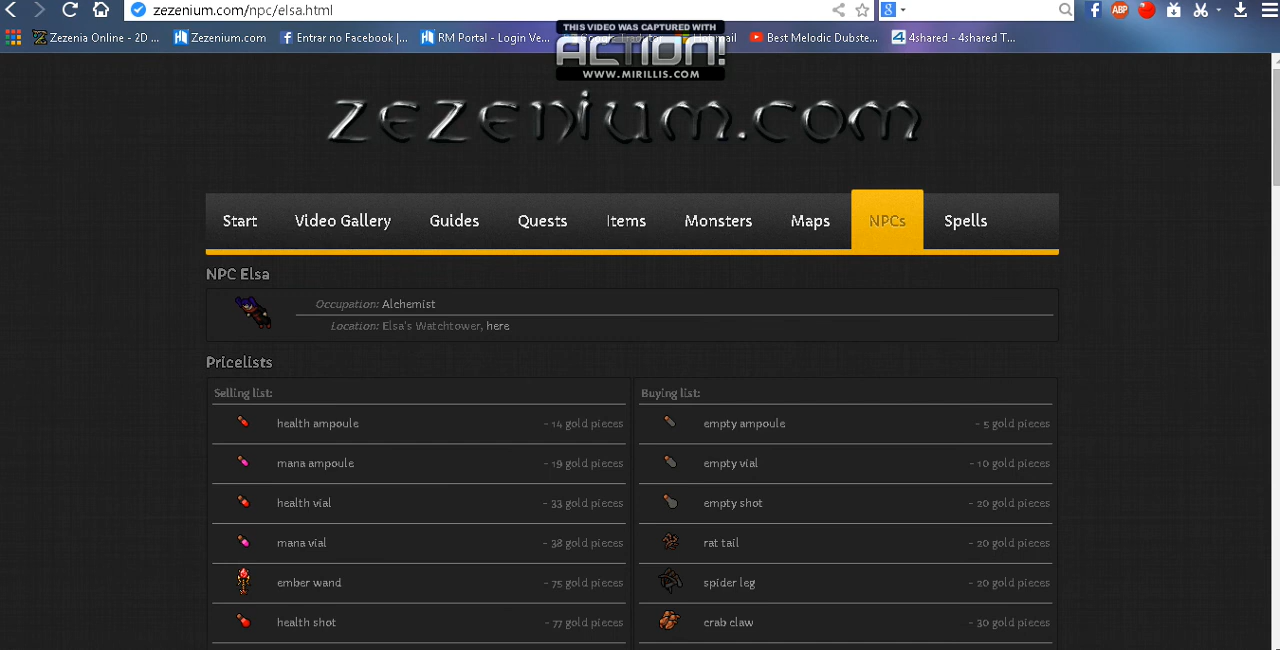 zezenium.com/npc/elsa.html
Zezenia Online - 2D ...
Zezenium.com
Entrar no Facebook |...
RM Portal - Login Ve...
Best Melodic Dubste...
4shared - 4shared T...
THIS VIDEO WAS CAPTURED WITH
ACTION!
WWW.MIRILLIS.COM
zezenium.com
Start
Video Gallery
Guides
Quests
Items
Monsters
Maps
NPCs
Spells
NPC Elsa
Occupation: Alchemist
Location: Elsa's Watchtower, here
Pricelists
Selling list:
health ampoule - 14 gold pieces
mana ampoule - 19 gold pieces
health vial - 33 gold pieces
mana vial - 38 gold pieces
ember wand - 75 gold pieces
health shot - 77 gold pieces
Buying list:
empty ampoule - 5 gold pieces
empty vial - 10 gold pieces
empty shot - 20 gold pieces
rat tail - 20 gold pieces
spider leg - 20 gold pieces
crab claw - 30 gold pieces